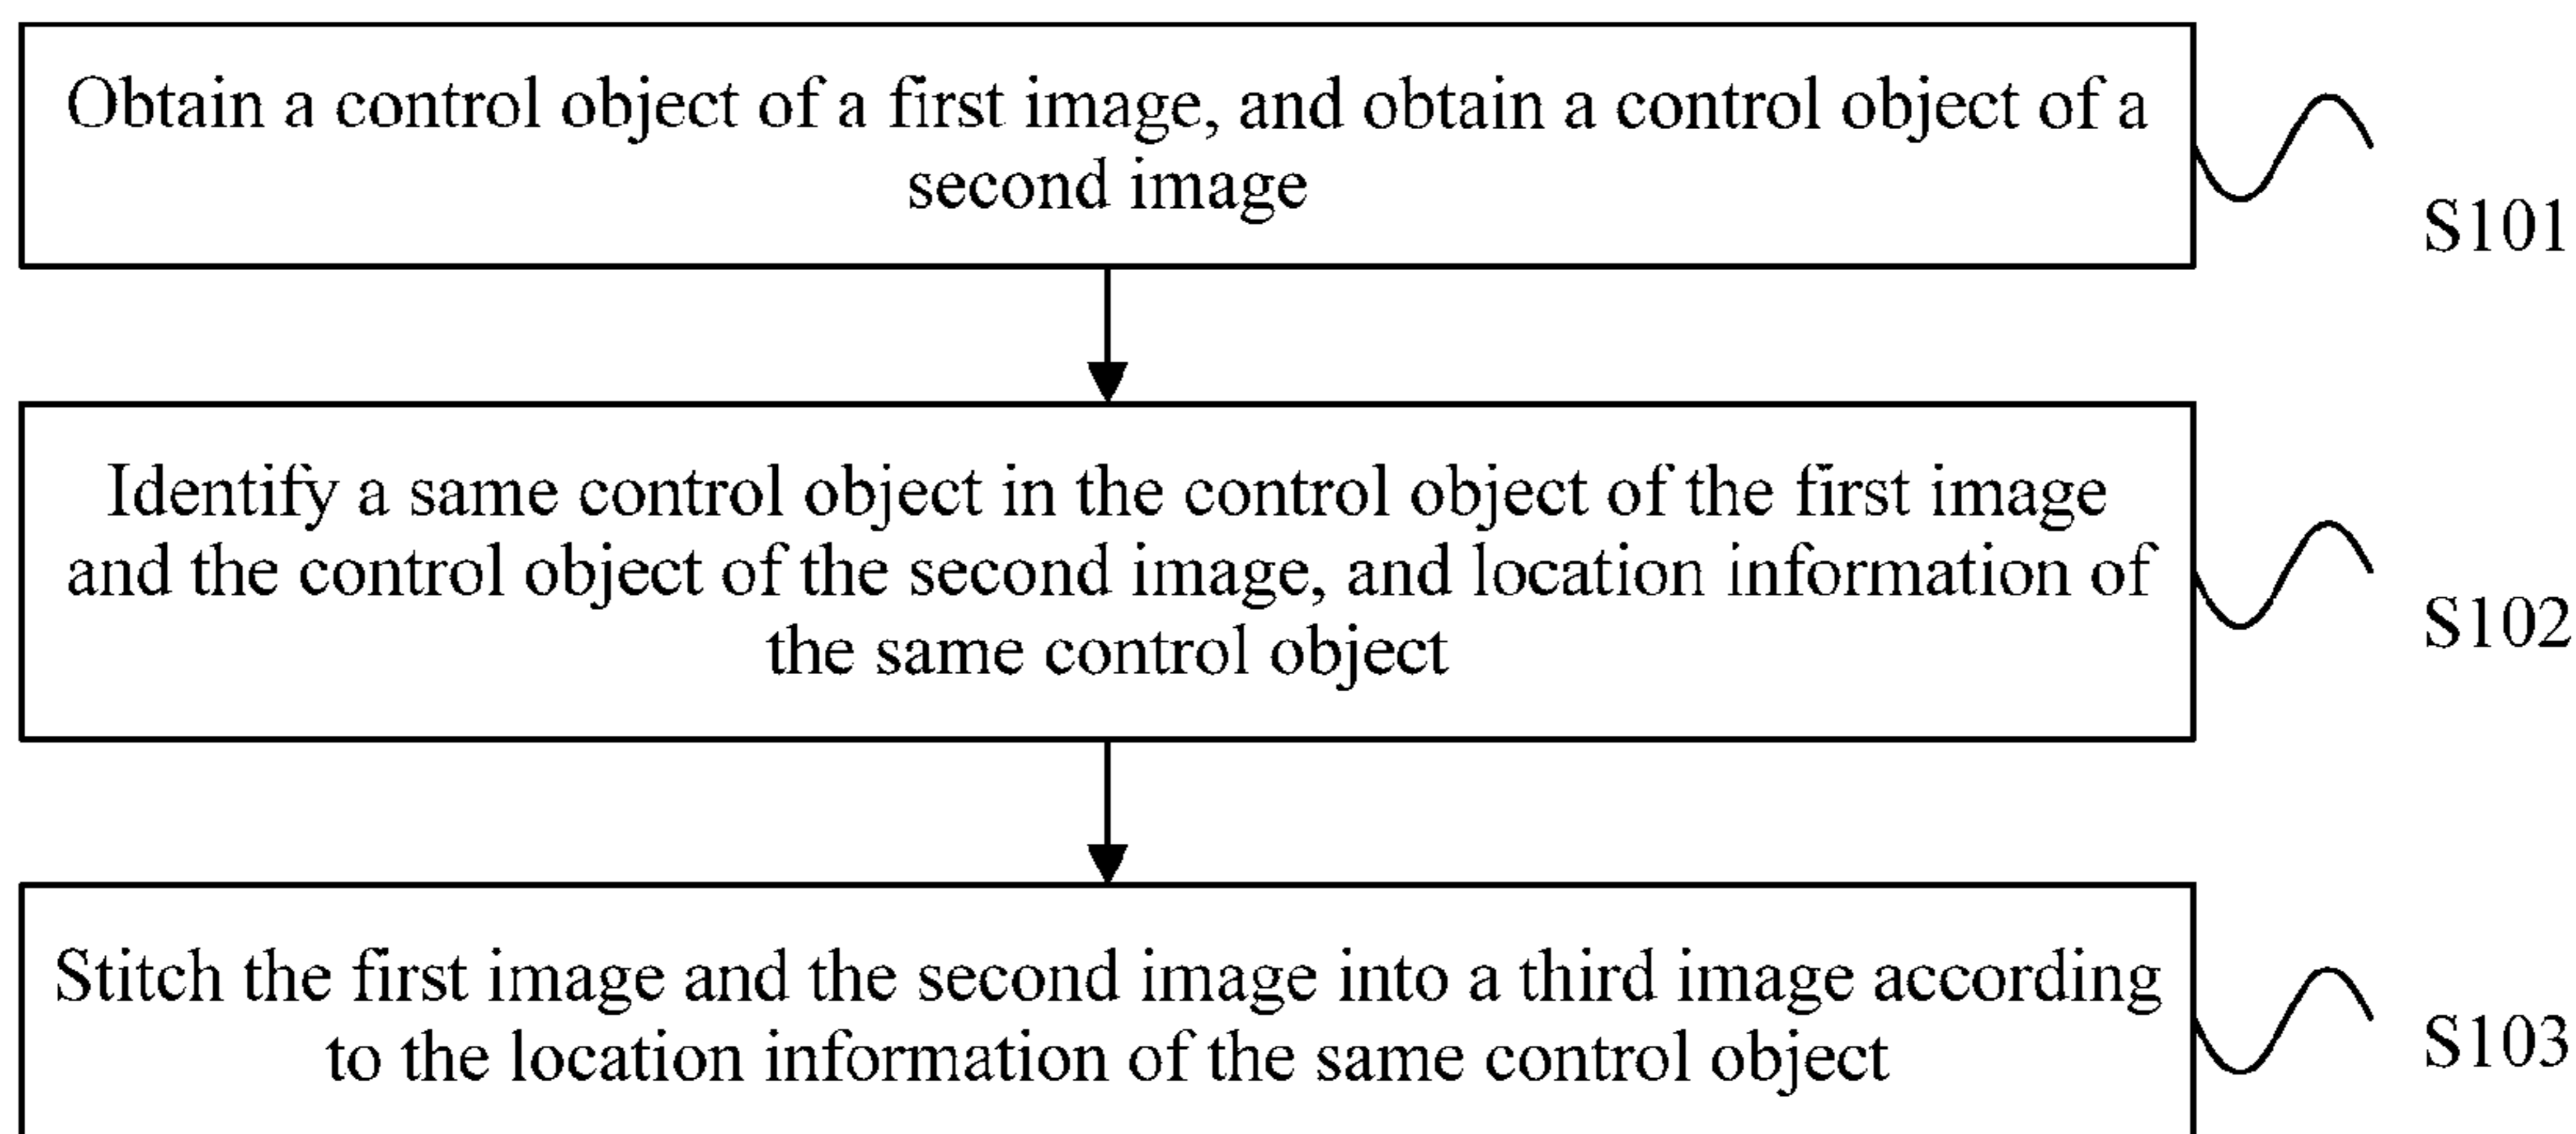 Obtain a control object of a first image, and obtain a control object of a
second image
S101
Identify a same control object in the control object of the first image
and the control object of the second image, and location information of
the same control object
S102
Stitch the first image and the second image into a third image according
to the location information of the same control object
S103